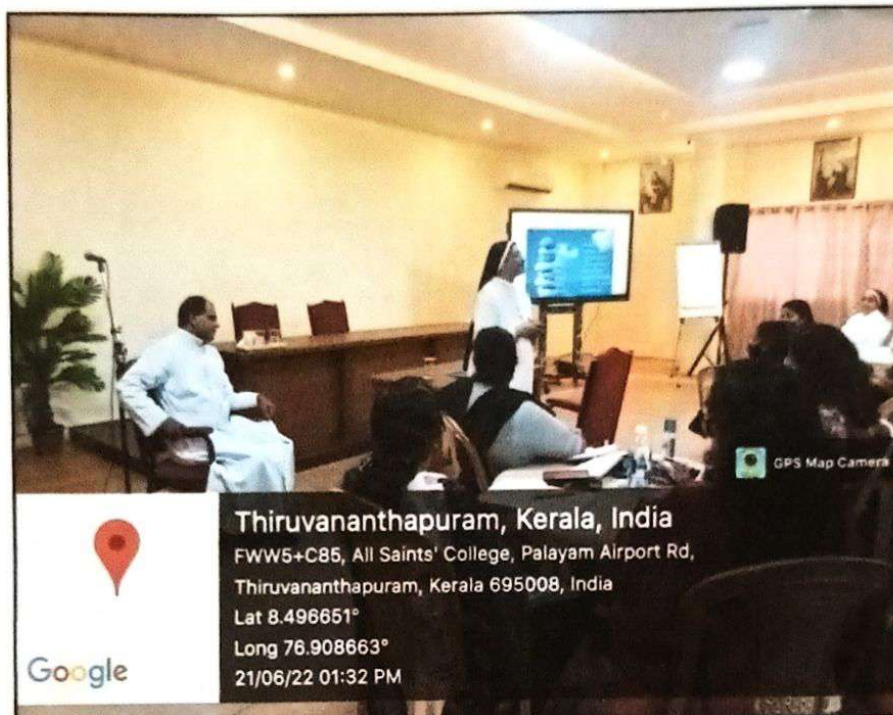 GPS Map Camera
Thiruvananthapuram, Kerala, India
FWW5+C85, All Saints' College, Palayam Airport Rd,
Thiruvananthapuram, Kerala 695008, India
Lat 8.496651°
Long 76.908663°
21/06/22 01:32 PM
Google